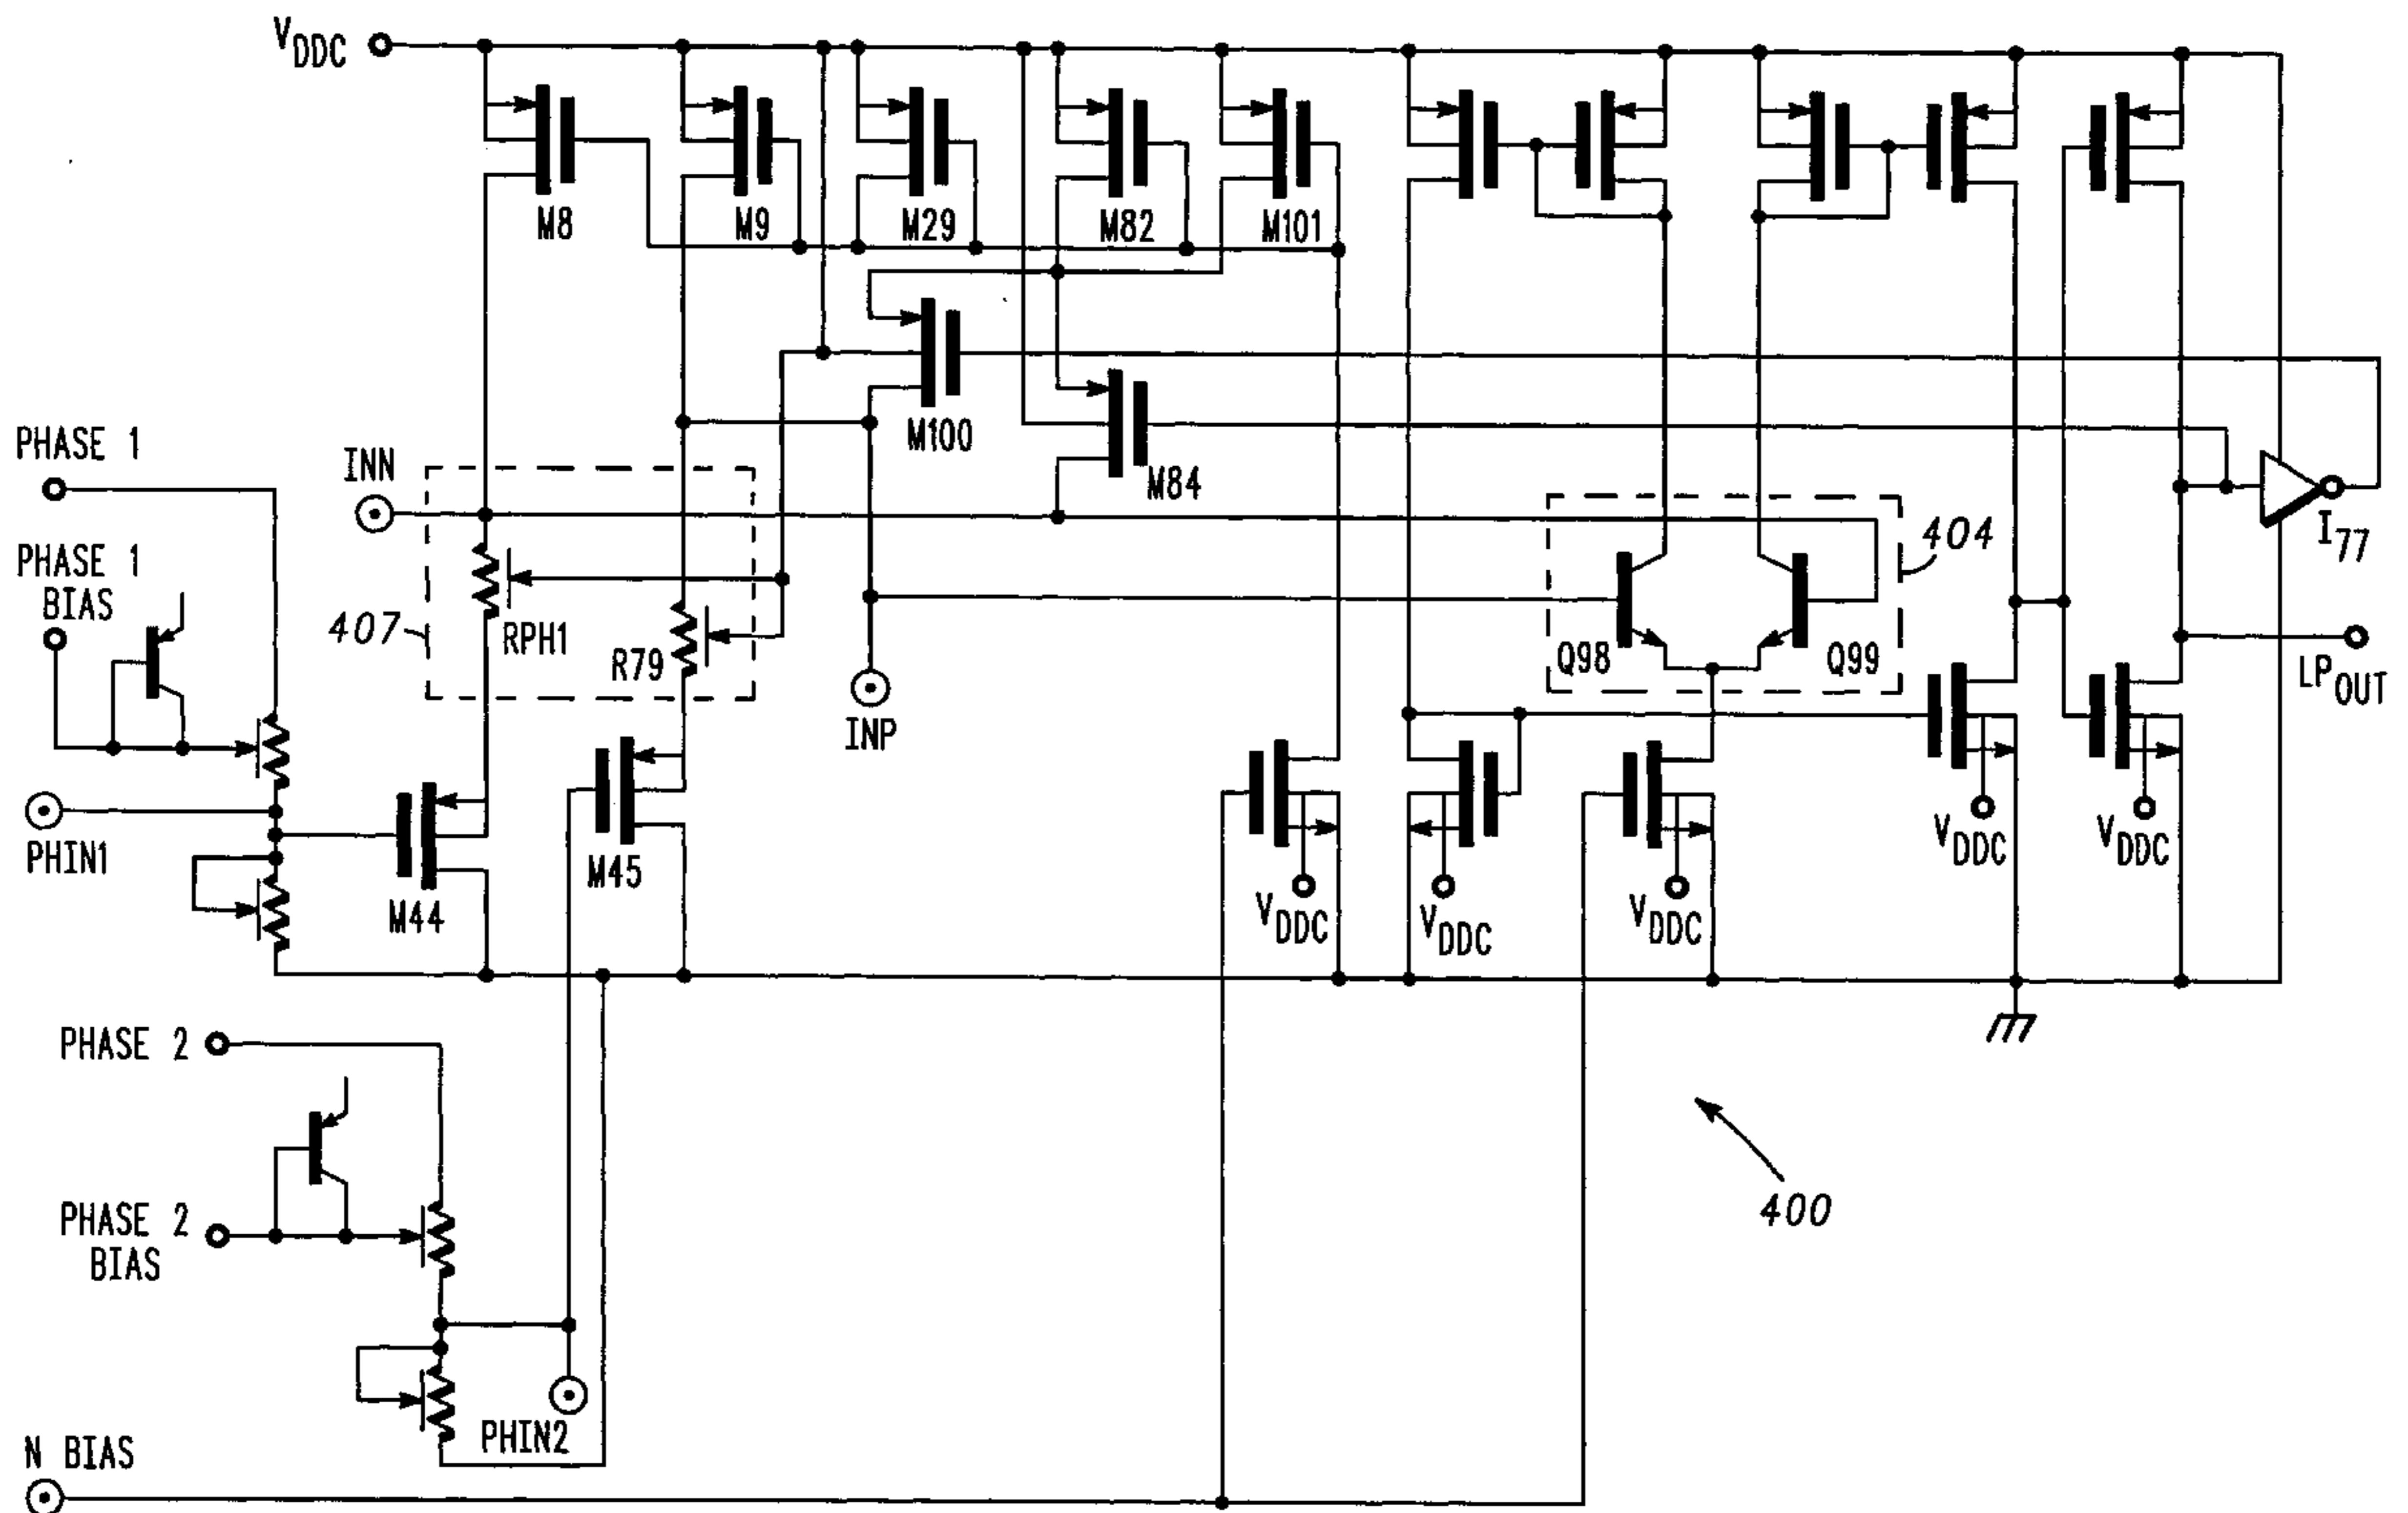 VDDC
M8
M9
M29
M82
M101
M100
M84
PHASE 1
INN
PHASE 1
BIAS
407
RPH1
R79
INP
404
Q98
Q99
I77
LPOUT
PHIN1
M44
M45
VDDC
VDDC
VDDC
VDDC
VDDC
PHASE 2
PHASE 2
BIAS
PHIN2
400
N BIAS